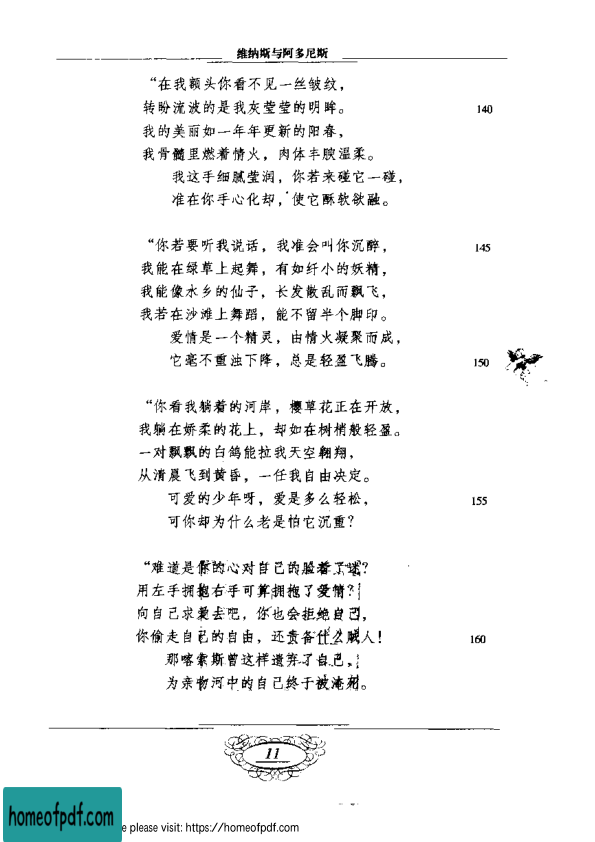 维纳斯与阿多尼斯
“在我额头你看不见一丝皱纹，
转盼流波的是我灰莹莹的明眸。 140
我的美丽如一年年更新的阳春，
我骨髓里燃着情火，肉体丰腴温柔。
我这手细腻莹润，你若来碰它一碰，
准在你手心化却，使它酥软欲融。
“你若要听我说话，我准会叫你沉醉， 145
我能在绿草上起舞，有如纤小的妖精，
我能像水乡的仙子，长发散乱而飘飞，
我若在沙滩上舞蹈，能不留半个脚印。
爱情是一个精灵，由情火凝聚而成，
它毫不重浊下降，总是轻盈飞腾。 150
“你看我躺着的河岸，樱草花正在开放，
我躺在娇柔的花上，却如在树梢般轻盈。
一对飘飘的白鸽能拉我天空翱翔，
从清晨飞到黄昏，一任我自由决定。
可爱的少年呀，爱是多么轻松， 155
可你却为什么老是怕它沉重？
“难道是你的心对自己的脸着了迷？
用左手拥抱右手可算拥抱了爱情？
向自己求爱去吧，你也会拒绝自己，
你偷走自己的自由，还责备什么贼人！ 160
那喀索斯曾这样遗弃了自己，
为亲吻河中的自己终于被淹死。
11
homeofpdf.com
e please visit: https://homeofpdf.com